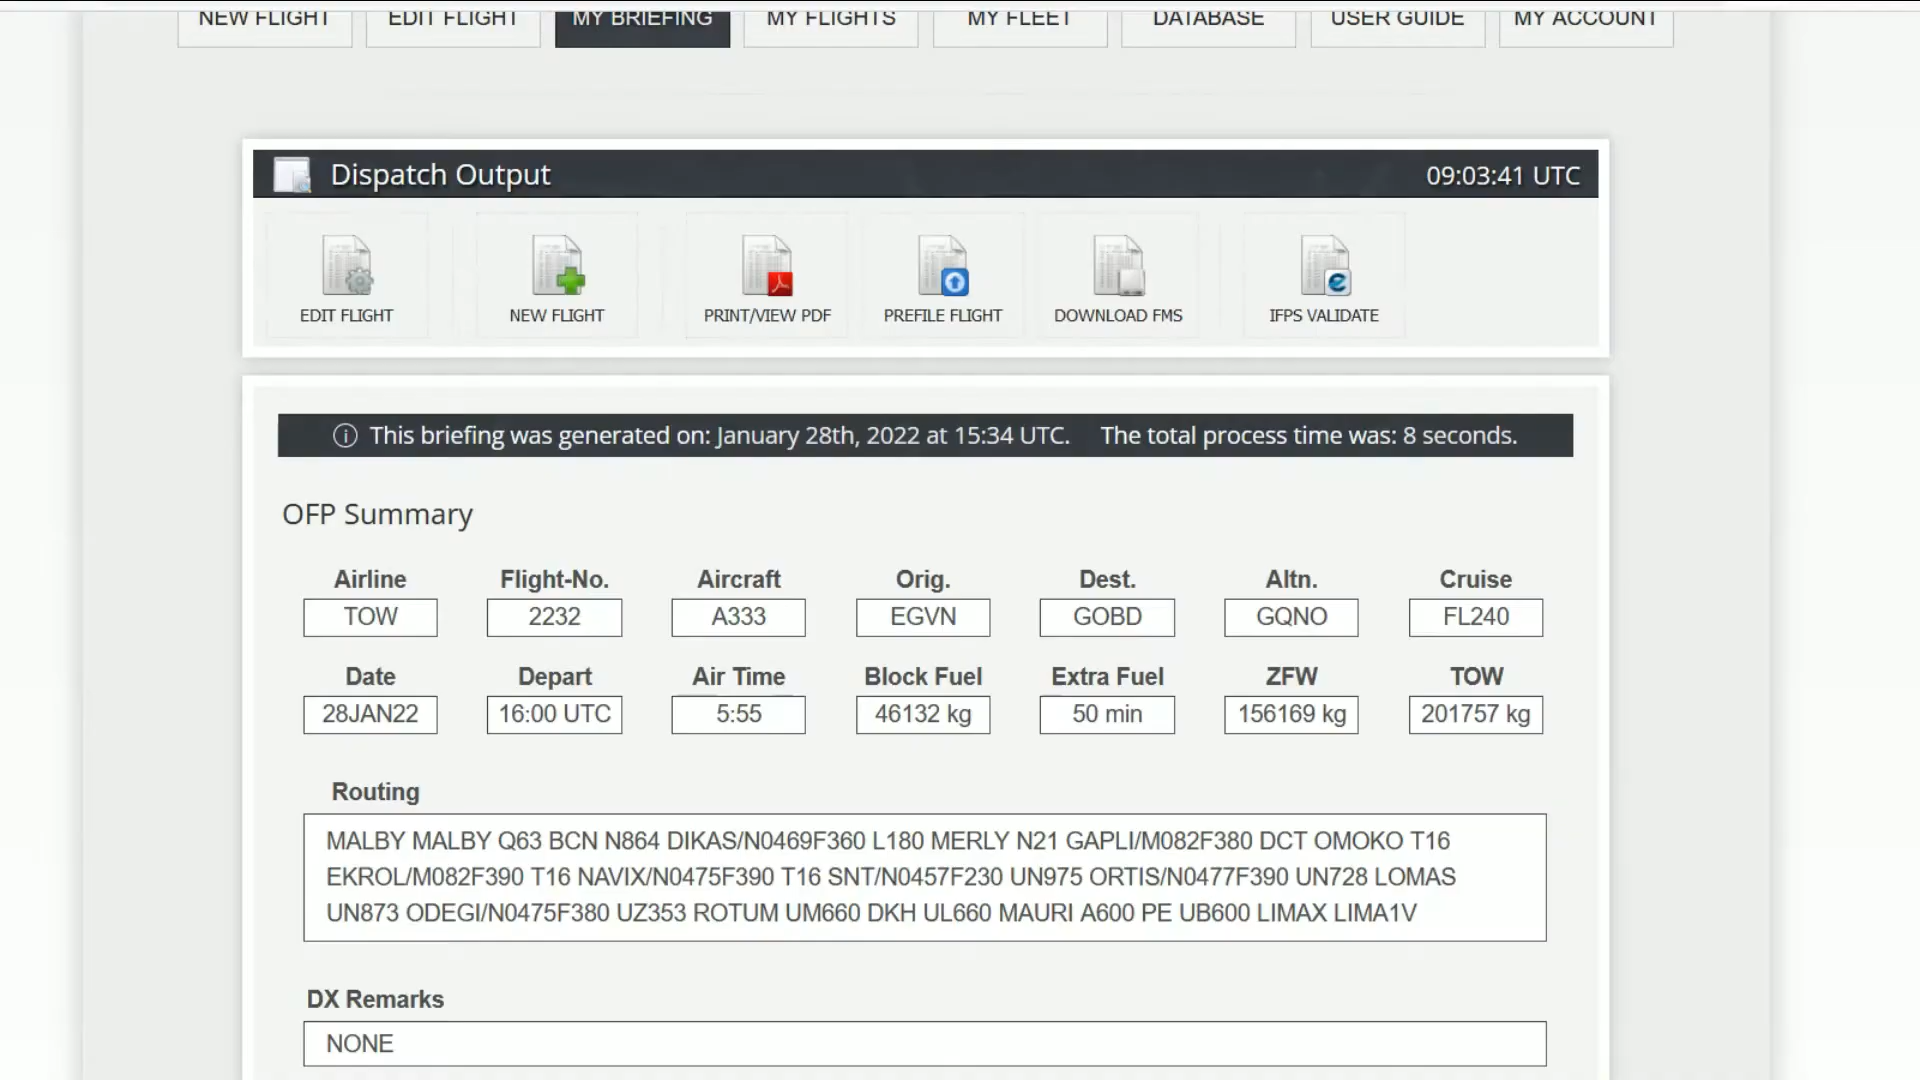 NEW FLIGHT EDIT FLIGHT MY BRIEFING MY FLIGHTS MY FLEET DATABASE USER GUIDE MY ACCOUNT
Dispatch Output 09:03:41 UTC
EDIT FLIGHT NEW FLIGHT PRINT/VIEW PDF PREFILE FLIGHT DOWNLOAD FMS IFPS VALIDATE
This briefing was generated on: January 28th, 2022 at 15:34 UTC. The total process time was: 8 seconds.
OFP Summary
Airline Flight-No. Aircraft Orig. Dest. Altn. Cruise
TOW 2232 A333 EGVN GOBD GQNO FL240
Date Depart Air Time Block Fuel Extra Fuel ZFW TOW
28JAN22 16:00 UTC 5:55 46132 kg 50 min 156169 kg 201757 kg
Routing
MALBY MALBY Q63 BCN N864 DIKAS/N0469F360 L180 MERLY N21 GAPLI/M082F380 DCT OMOKO T16
EKROL/M082F390 T16 NAVIX/N0475F390 T16 SNT/N0457F230 UN975 ORTIS/N0477F390 UN728 LOMAS
UN873 ODEGI/N0475F380 UZ353 ROTUM UM660 DKH UL660 MAURI A600 PE UB600 LIMAX LIMA1V
DX Remarks
NONE